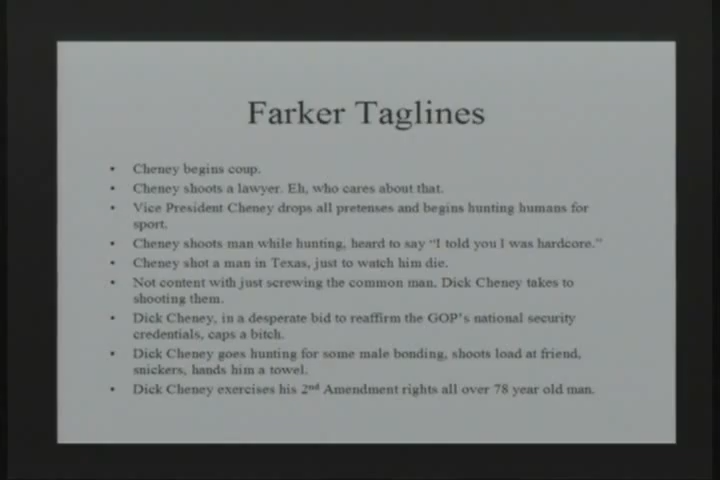 Farker Taglines
• Cheney begins coup.
• Cheney shoots a lawyer. Eh, who cares about that.
• Vice President Cheney drops all pretenses and begins hunting humans for
sport.
• Cheney shoots man while hunting, heard to say “I told you I was hardcore.”
• Cheney shot a man in Texas, just to watch him die.
• Not content with just screwing the common man, Dick Cheney takes to
shooting them.
• Dick Cheney, in a desperate bid to reaffirm the GOP’s national security
credentials, caps a bitch.
• Dick Cheney goes hunting for some male bonding, shoots load at friend,
snickers, hands him a towel.
• Dick Cheney exercises his 2nd Amendment rights all over 78 year old man.